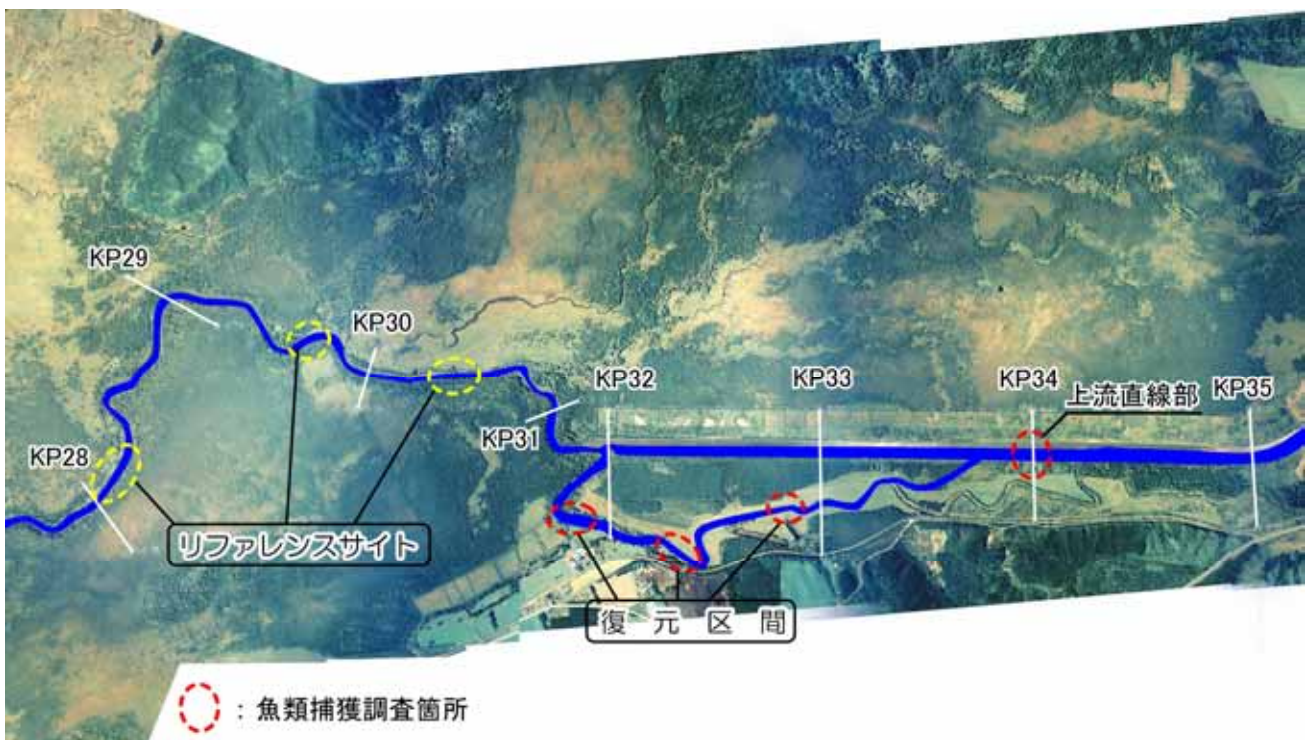 KP29
KP30
KP32
KP33
KP34
上流直線部
KP35
KP31
KP28
リファレンスサイト
復元区間
：魚類捕獲調査箇所